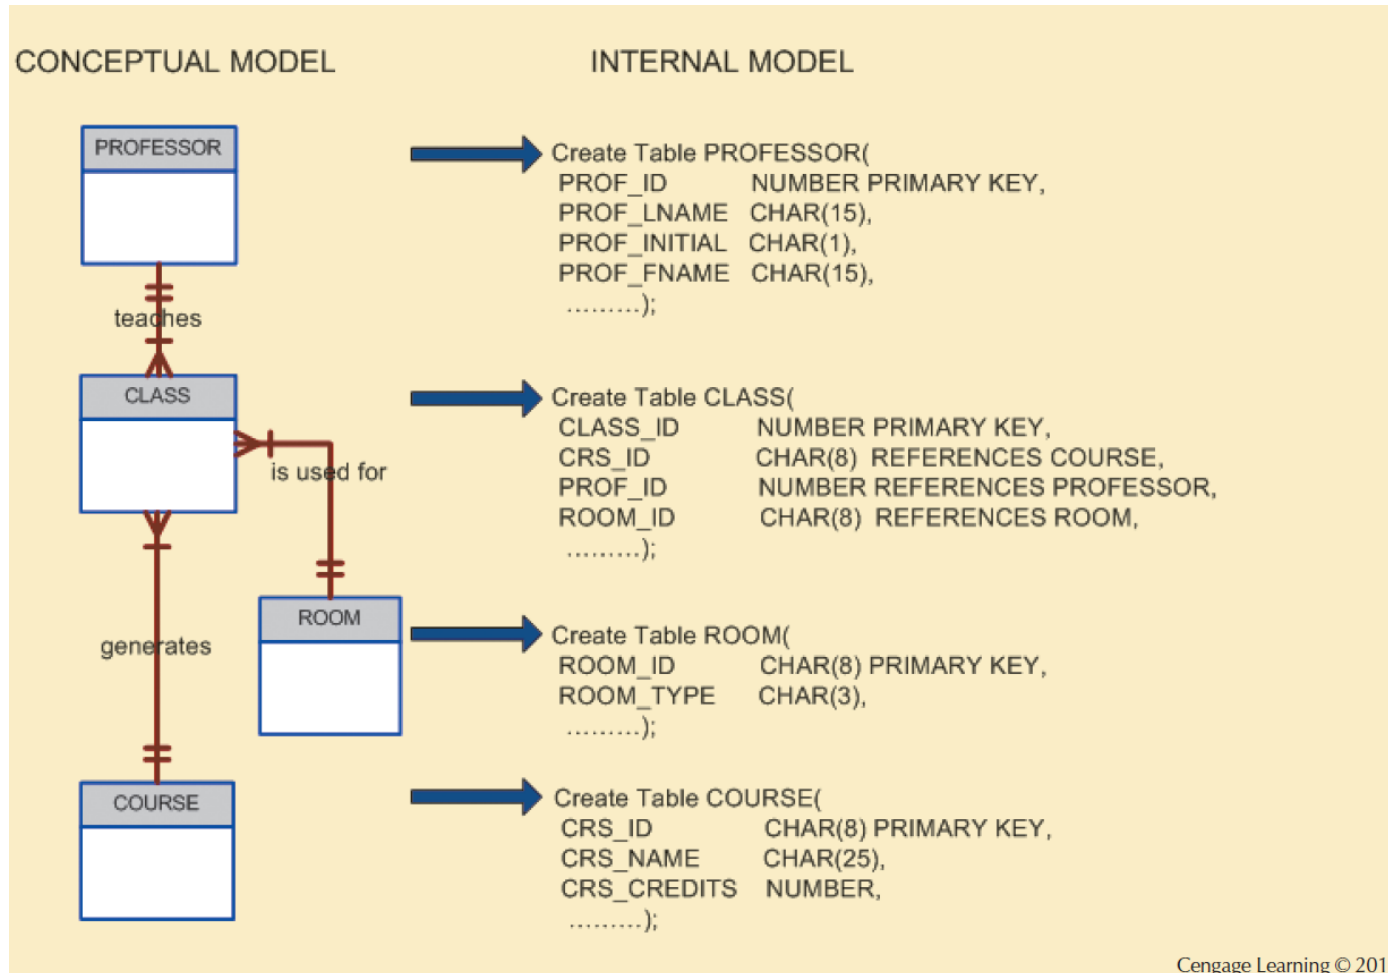 CONCEPTUAL MODEL
INTERNAL MODEL
PROFESSOR
teaches
CLASS
is used for
ROOM
generates
COURSE
Create Table PROFESSOR(
PROF_ID NUMBER PRIMARY KEY,
PROF_LNAME CHAR(15),
PROF_INITIAL CHAR(1),
PROF_FNAME CHAR(15),
.........);
Create Table CLASS(
CLASS_ID NUMBER PRIMARY KEY,
CRS_ID CHAR(8) REFERENCES COURSE,
PROF_ID NUMBER REFERENCES PROFESSOR,
ROOM_ID CHAR(8) REFERENCES ROOM,
.........);
Create Table ROOM(
ROOM_ID CHAR(8) PRIMARY KEY,
ROOM_TYPE CHAR(3),
.........);
Create Table COURSE(
CRS_ID CHAR(8) PRIMARY KEY,
CRS_NAME CHAR(25),
CRS_CREDITS NUMBER,
.........);
Cengage Learning © 201